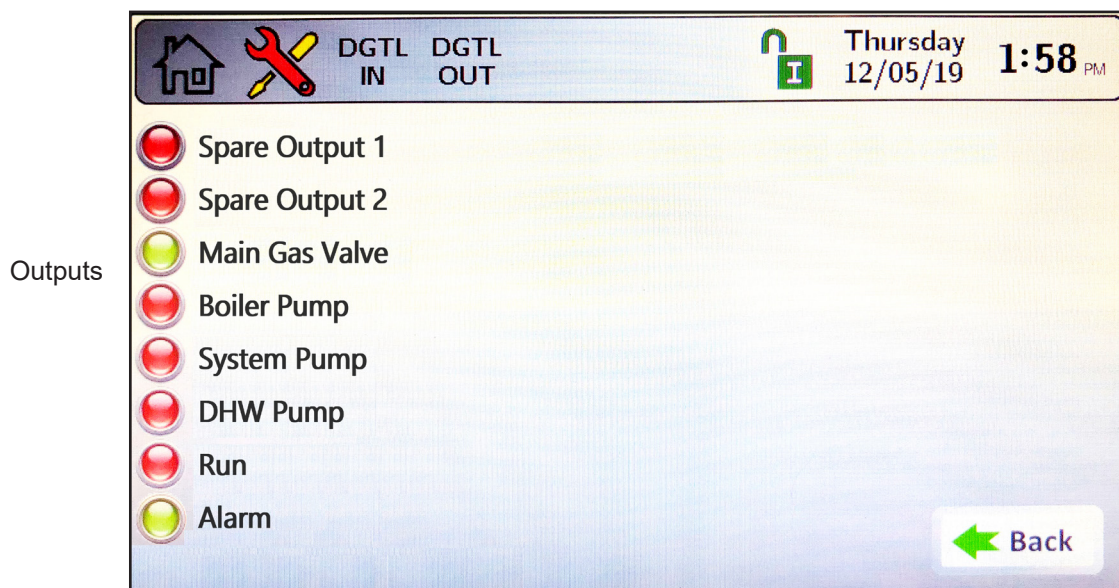 DGTL IN
DGTL OUT
I
Thursday
12/05/19
1:58 PM
Outputs
Spare Output 1
Spare Output 2
Main Gas Valve
Boiler Pump
System Pump
DHW Pump
Run
Alarm
Back